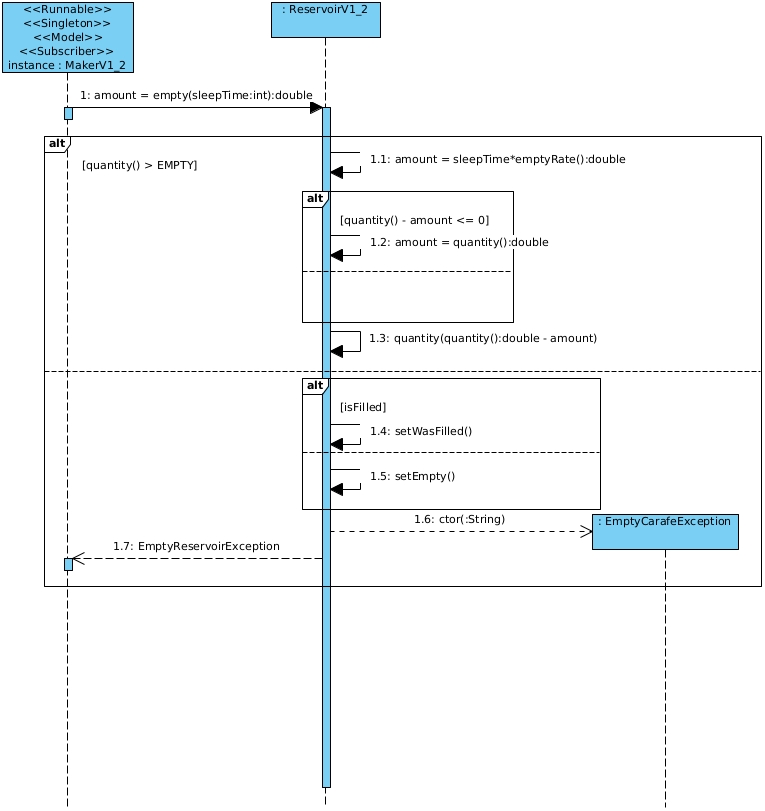 <<Runnable>>
<<Singleton>>
<<Model>>
<<Subscriber>>
instance : MakerV1_2
: ReservoirV1_2
1: amount = empty(sleepTime:int):double
alt
[quantity() > EMPTY]
1.1: amount = sleepTime*emptyRate():double
alt
[quantity() - amount <= 0]
1.2: amount = quantity():double
1.3: quantity(quantity():double - amount)
alt
[isFilled]
1.4: setWasFilled()
1.5: setEmpty()
1.6: ctor(:String)
: EmptyCarafeException
1.7: EmptyReservoirException